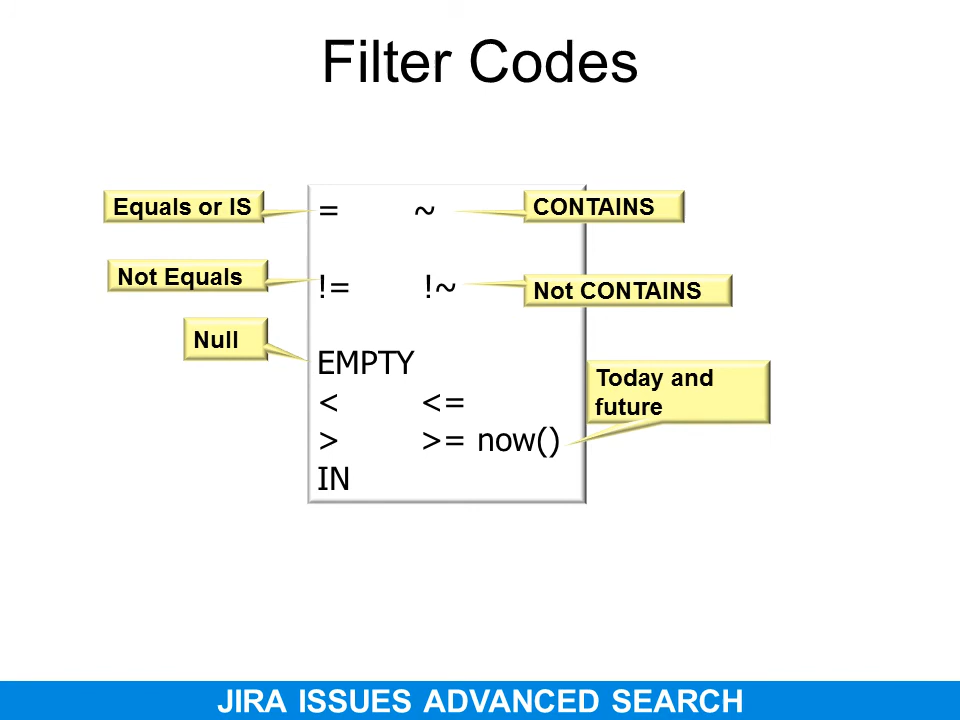 Filter Codes
Equals or IS
= ~
CONTAINS
Not Equals
!= !~
Not CONTAINS
Null
EMPTY
< <=
Today and
future
> >= now()
IN
JIRA ISSUES ADVANCED SEARCH